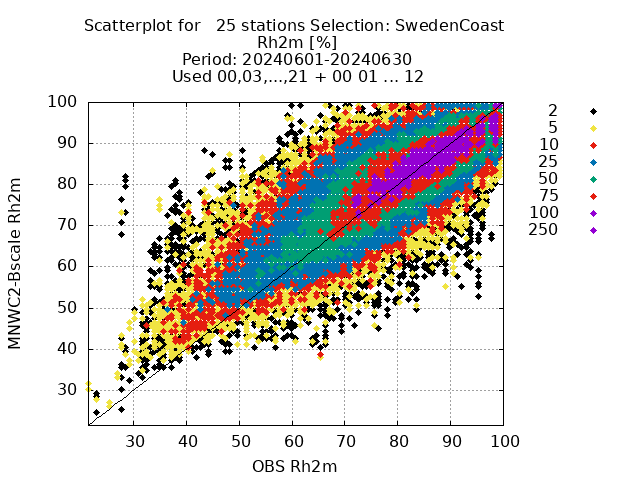 Scatterplot for   25 stations Selection: SwedenCoast
Rh2m [%]
Period: 20240601-20240630
Used 00,03,...,21 + 00 01 ... 12
MNWC2-Bscale Rh2m
100
90
80
70
60
50
40
30
30 40 50 60 70 80 90 100
OBS Rh2m
2
5
10
25
50
75
100
250